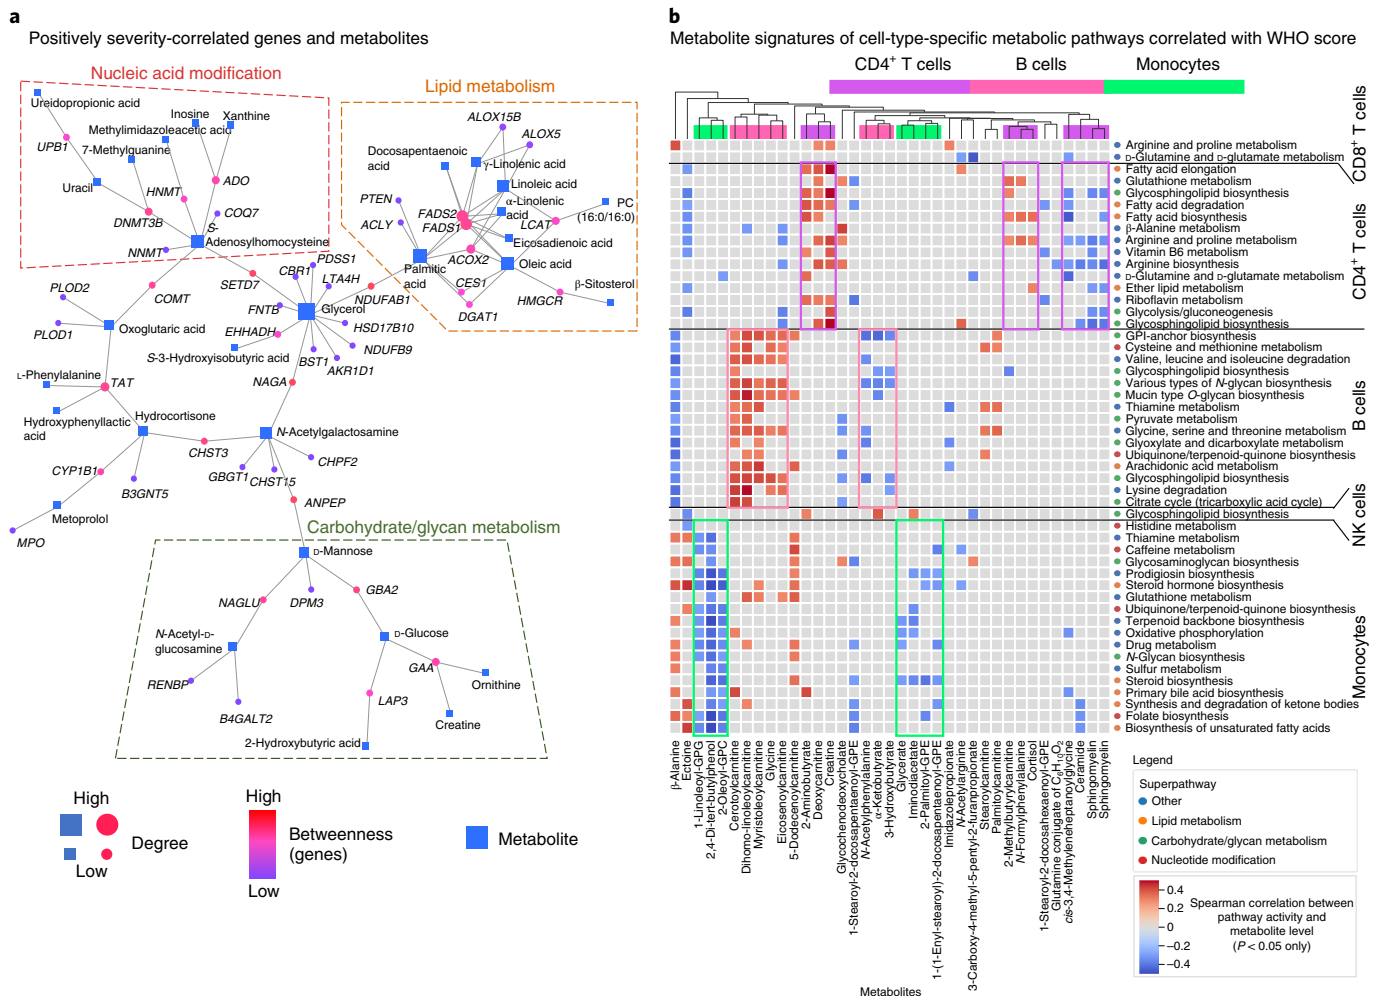 a
Positively severity-correlated genes and metabolites
Nucleic acid modification
Ureidopropionic acid
Inosine
Xanthine
Methylimidazoleacetic acid
UPB1
7-Methylguanine
Uracil
HNMT
ADO
DNMT3B
COQ7
S-
Adenosylhomocysteine
NNMT
Lipid metabolism
ALOX15B
ALOX5
Docosapentaenoic
acid
γ-Linolenic acid
Linoleic acid
PTEN
α-Linolenic
acid
PC
(16:0/16:0)
FADS2
FADS1
LCAT
ACLY
Eicosadienoic acid
ACOX2
Oleic acid
Palmitic
acid
CES1
β-Sitosterol
HMGCR
DGAT1
PDSS1
CBR1
LTA4H
SETD7
NDUFAB1
PLOD2
COMT
FNTB
Glycerol
PLOD1
Oxoglutaric acid
EHHADH
HSD17B10
S-3-Hydroxyisobutyric acid
NDUFB9
BST1
AKR1D1
L-Phenylalanine
TAT
NAGA
Hydroxyphenyllactic
acid
Hydrocortisone
N-Acetylgalactosamine
CHST3
CYP1B1
CHPF2
GBGT1
CHST15
B3GNT5
ANPEP
Metoprolol
MPO
Carbohydrate/glycan metabolism
D-Mannose
NAGLU
DPM3
GBA2
N-Acetyl-D-
glucosamine
D-Glucose
GAA
RENBP
Ornithine
LAP3
B4GALT2
Creatine
2-Hydroxybutyric acid
High
Low
Degree
High
Low
Betweenness
(genes)
Metabolite
b
Metabolite signatures of cell-type-specific metabolic pathways correlated with WHO score
CD4+ T cells
B cells
Monocytes
Arginine and proline metabolism
D-Glutamine and D-glutamate metabolism
Fatty acid elongation
Glutathione metabolism
Glycosphingolipid biosynthesis
Fatty acid degradation
Fatty acid biosynthesis
β-Alanine metabolism
Arginine and proline metabolism
Vitamin B6 metabolism
Arginine biosynthesis
D-Glutamine and D-glutamate metabolism
Ether lipid metabolism
Riboflavin metabolism
Glycolysis/gluconeogenesis
Glycosphingolipid biosynthesis
GPI-anchor biosynthesis
Cysteine and methionine metabolism
Valine, leucine and isoleucine degradation
Glycosphingolipid biosynthesis
Various types of N-glycan biosynthesis
Mucin type O-glycan biosynthesis
Thiamine metabolism
Pyruvate metabolism
Glycine, serine and threonine metabolism
Glyoxylate and dicarboxylate metabolism
Ubiquinone/terpenoid-quinone biosynthesis
Arachidonic acid metabolism
Glycosphingolipid biosynthesis
Lysine degradation
Citrate cycle (tricarboxylic acid cycle)
Glycosphingolipid biosynthesis
Histidine metabolism
Thiamine metabolism
Caffeine metabolism
Glycosaminoglycan biosynthesis
Prodigiosin biosynthesis
Steroid hormone biosynthesis
Glutathione metabolism
Ubiquinone/terpenoid-quinone biosynthesis
Terpenoid backbone biosynthesis
Oxidative phosphorylation
Drug metabolism
N-Glycan biosynthesis
Sulfur metabolism
Steroid biosynthesis
Primary bile acid biosynthesis
Synthesis and degradation of ketone bodies
Folate biosynthesis
Biosynthesis of unsaturated fatty acids
CD8+ T cells
CD4+ T cells
B cells
NK cells
Monocytes
β-Alanine
Ectoine
1-Linoleoyl-GPG
2,4-Di-tert-butylphenol
2-Oleoyl-GPC
Cerotoylcarnitine
Dihomo-linoleoylcarnitine
Myristoleoylcarnitine
Glycine
Eicosenoylcarnitine
5-Dodecenoylcarnitine
2-Aminobutyrate
Deoxycarnitine
Creatine
Glycochenodeoxycholate
1-Stearoyl-2-docosapentaenoyl-GPE
N-Acetylphenylalanine
α-Ketobutyrate
3-Hydroxybutyrate
Glycerate
Iminodiacetate
2-Palmitoyl-GPE
1-(1-Enyl-stearoyl)-2-docosapentaenoyl-GPE
Imidazolepropionate
N-Acetylarginine
3-Carboxy-4-methyl-5-pentyl-2-furanpropionate
Stearoylcarnitine
Palmitoylcarnitine
2-Methylbutyrylcarnitine
N-Formylphenylalanine
Cortisol
1-Stearoyl-2-docosahexaenoyl-GPE
Glutamine conjugate of C6H10O2
cis-3,4-Methyleneheptanoylglycine
Ceramide
Sphingomyelin
Sphingomyelin
Metabolites
Legend
Superpathway
Other
Lipid metabolism
Carbohydrate/glycan metabolism
Nucleotide modification
0.4
0.2
0
−0.2
−0.4
Spearman correlation between
pathway activity and
metabolite level
(P < 0.05 only)